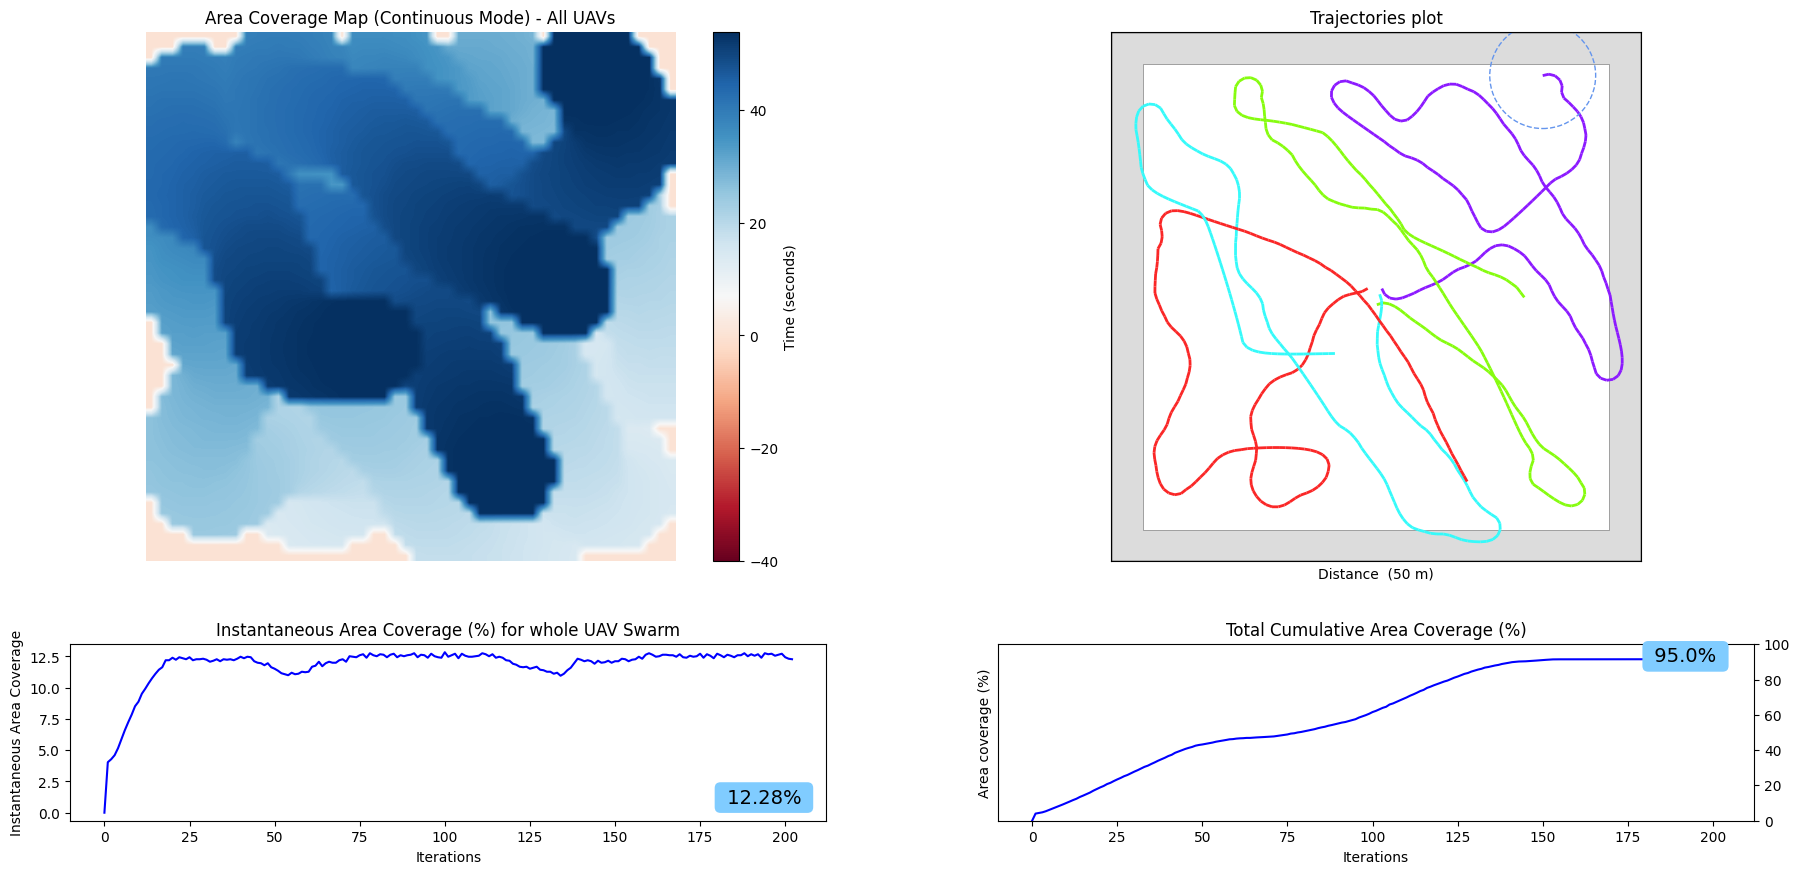 Area Coverage Map (Continuous Mode) - All UAVs
40
20
0
−20
−40
Time (seconds)
Trajectories plot
Distance  (50 m)
Instantaneous Area Coverage (%) for whole UAV Swarm
Instantaneous Area Coverage
12.5
10.0
7.5
5.0
2.5
0.0
12.28%
0 25 50 75 100 125 150 175 200
Iterations
Total Cumulative Area Coverage (%)
Area coverage (%)
95.0%
100
80
60
40
20
0
0 25 50 75 100 125 150 175 200
Iterations